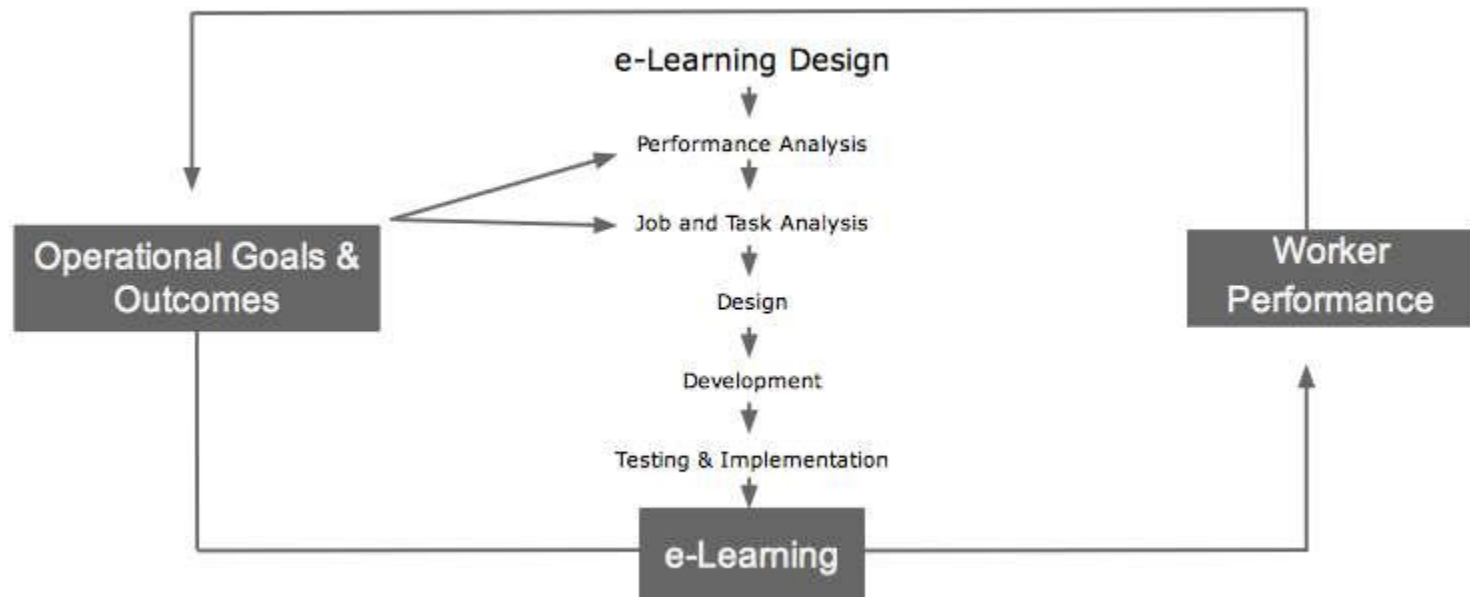 e-Learning Design
Performance Analysis
Job and Task Analysis
Operational Goals &
Outcomes
Worker
Performance
Design
Development
Testing & Implementation
e-Learning